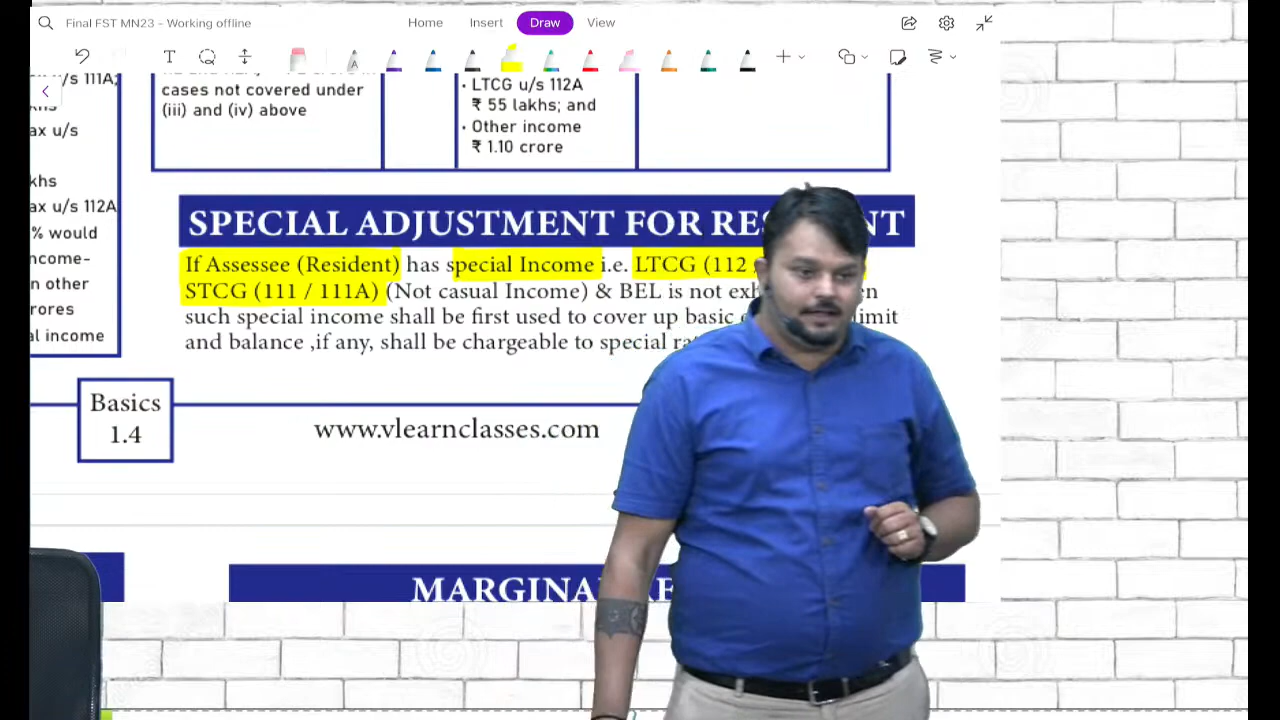 Final FST MN23 - Working offline
Home Insert Draw View
/s 111A;
cases not covered under
(iii) and (iv) above
ax u/s
khs
ax u/s 112A
% would
ncome-
n other
rores
al income
· LTCG u/s 112A
₹ 55 lakhs; and
· Other income
₹ 1.10 crore
SPECIAL ADJUSTMENT FOR RES NT
If Assessee (Resident) has special Income i.e. LTCG (112
STCG (111 / 111A) (Not casual Income) & BEL is not exh en
such special income shall be first used to cover up basic e imit
and balance ,if any, shall be chargeable to special ra
Basics
1.4
www.vlearnclasses.com
MARGINA